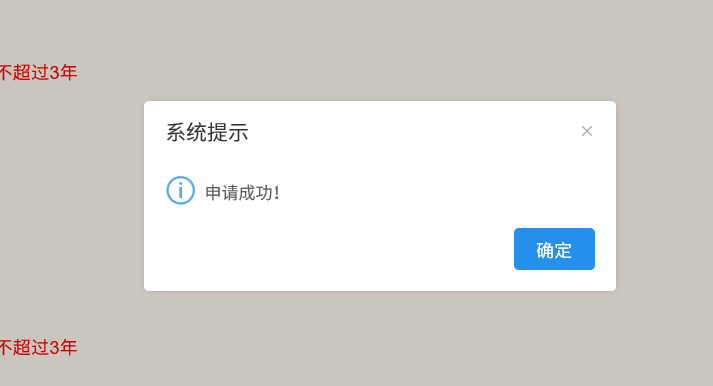 不超过3年
系统提示
申请成功!
确定
不超过3年